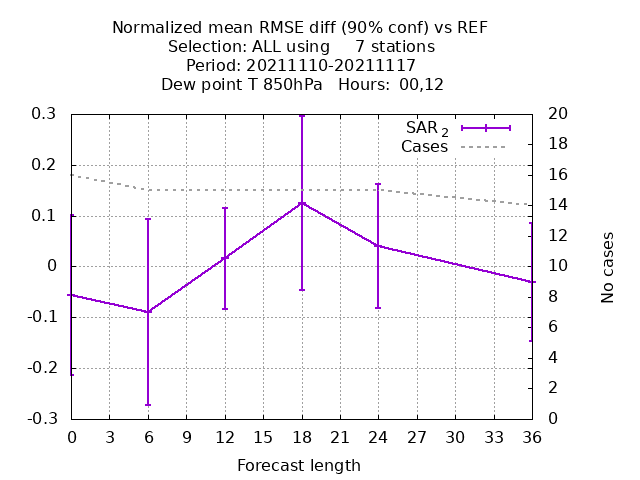 Normalized mean RMSE diff (90% conf) vs REF
Selection: ALL using     7 stations
Period: 20211110-20211117
Dew point T 850hPa   Hours: 00,12
SAR 2
Cases
0.3
0.2
0.1
0
-0.1
-0.2
-0.3
20
18
16
14
12
10
8
6
4
2
0
No cases
0 3 6 9 12 15 18 21 24 27 30 33 36
Forecast length